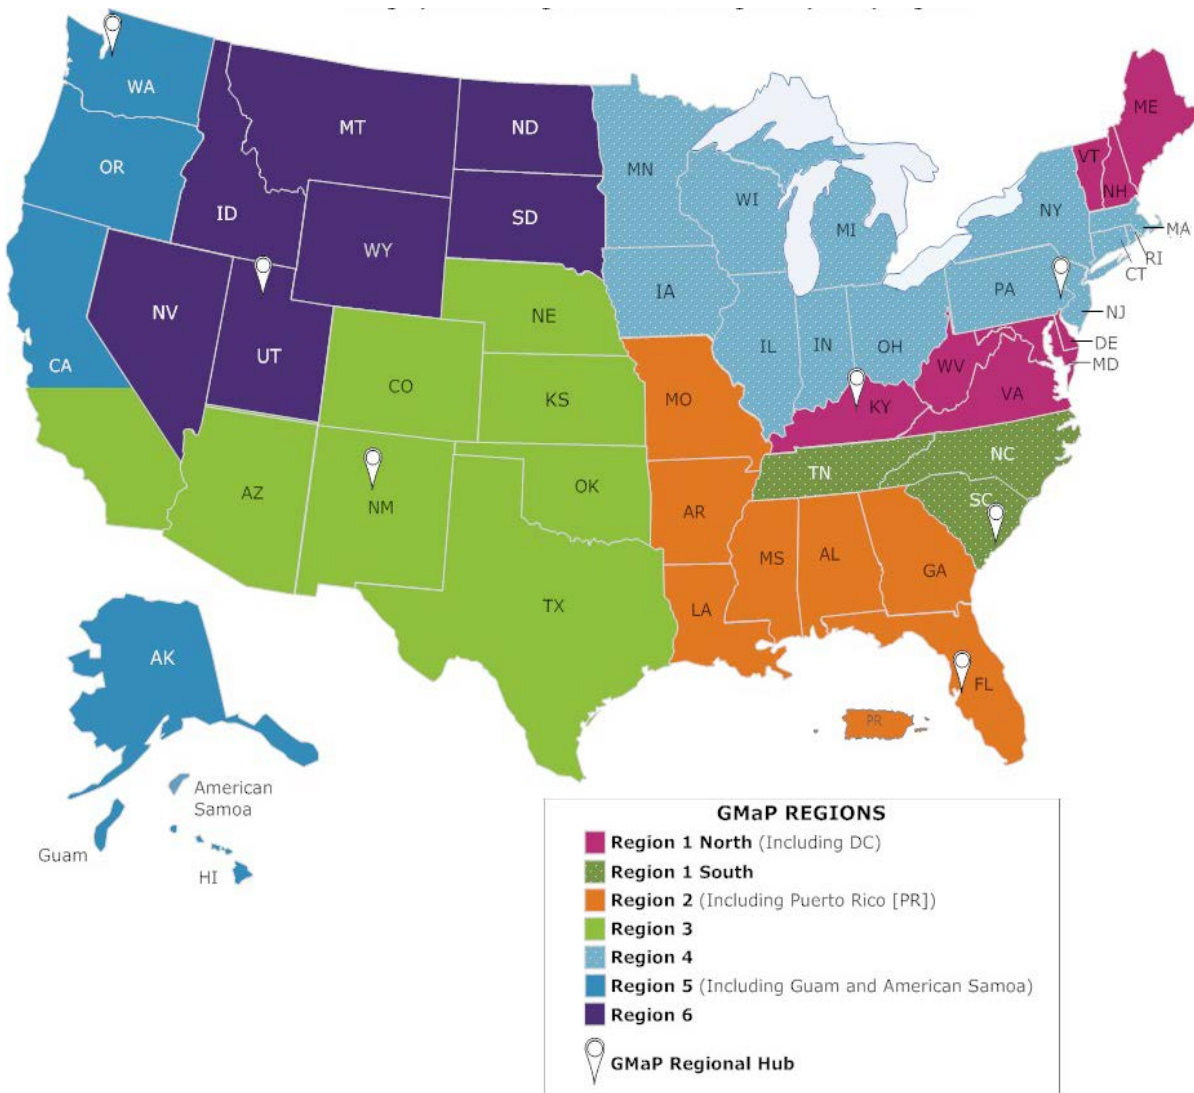 WA
ME
MT
ND
VT
OR
MN
NH
ID
SD
WI
NY
MI
MA
WY
RI
CT
IA
PA
NV
NE
NJ
UT
IL
IN
OH
DE
CA
CO
WV
MD
KS
MO
KY
VA
NC
TN
AZ
NM
OK
AR
SC
MS
AL
GA
TX
LA
AK
FL
PR
American
Samoa
Guam
HI
GMaP REGIONS
Region 1 North (Including DC)
Region 1 South
Region 2 (Including Puerto Rico [PR])
Region 3
Region 4
Region 5 (Including Guam and American Samoa)
Region 6
GMaP Regional Hub